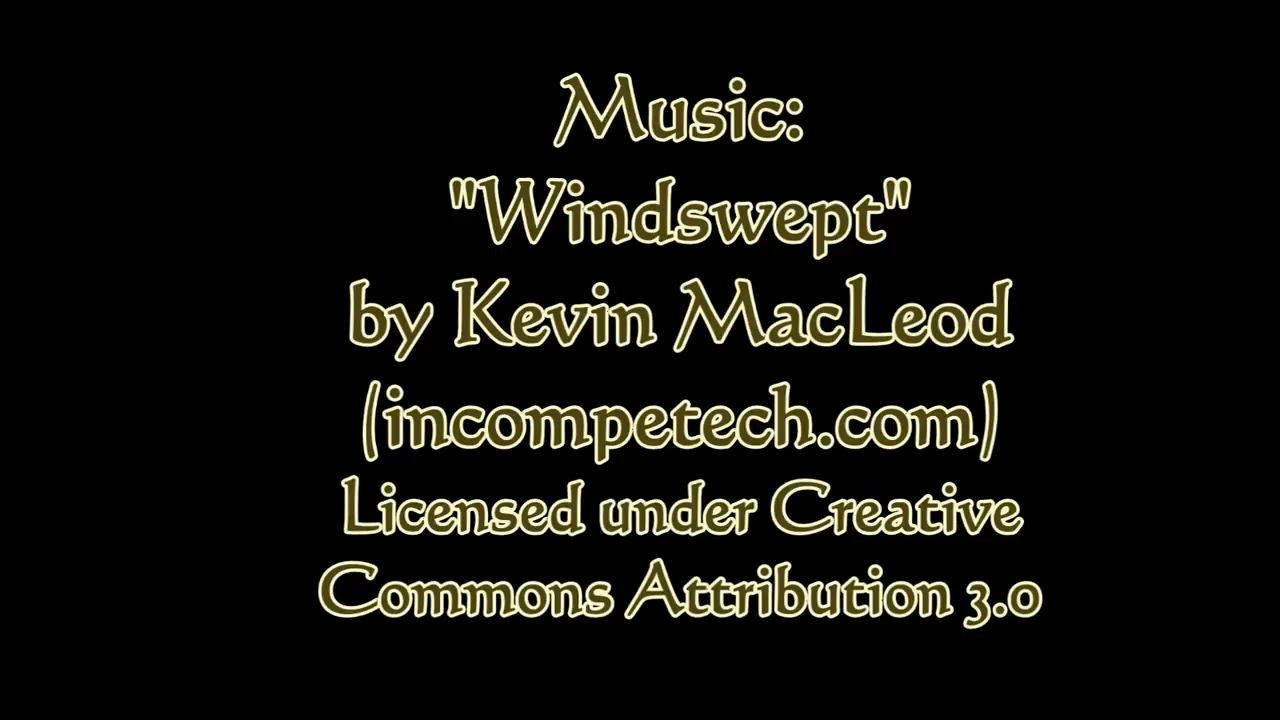 Music:
"Windswept"
by Kevin MacLeod
(incompetech.com)
Licensed under Creative
Commons Attribution 3.0